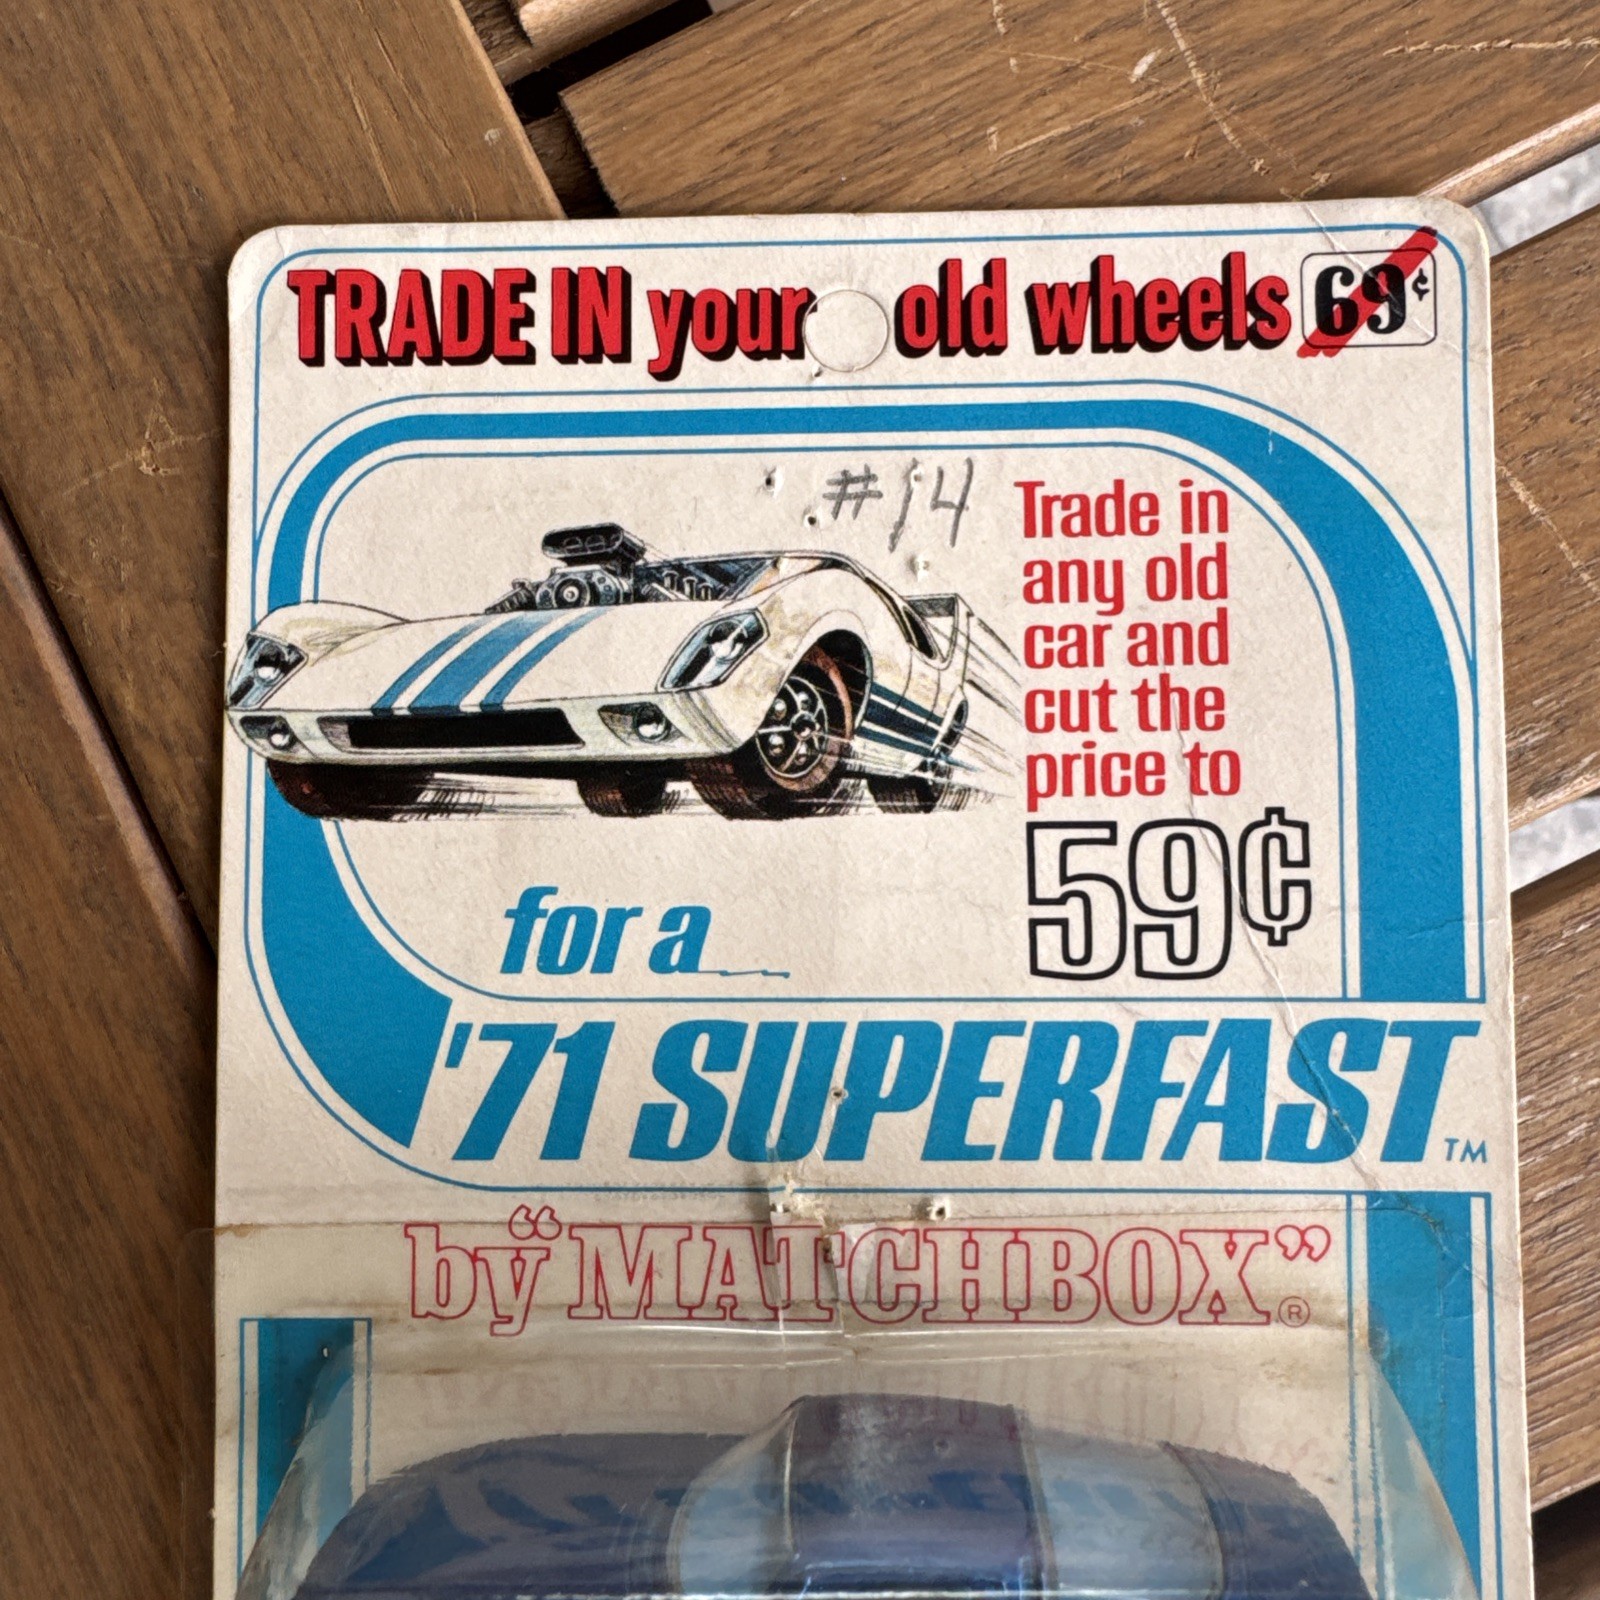 TRADE IN your old wheels 69¢
#14
Trade in
any old
car and
cut the
price to
59¢
for a
'71 SUPERFAST™
by "MATCHBOX"®